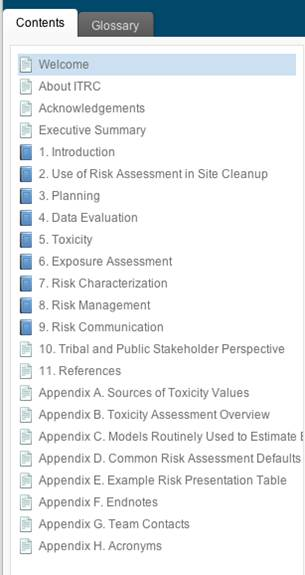 Contents
Glossary
Welcome
About ITRC
Acknowledgements
Executive Summary
1. Introduction
2. Use of Risk Assessment in Site Cleanup
3. Planning
4. Data Evaluation
5. Toxicity
6. Exposure Assessment
7. Risk Characterization
8. Risk Management
9. Risk Communication
10. Tribal and Public Stakeholder Perspective
11. References
Appendix A. Sources of Toxicity Values
Appendix B. Toxicity Assessment Overview
Appendix C. Models Routinely Used to Estimate
Appendix D. Common Risk Assessment Defaults
Appendix E. Example Risk Presentation Table
Appendix F. Endnotes
Appendix G. Team Contacts
Appendix H. Acronyms